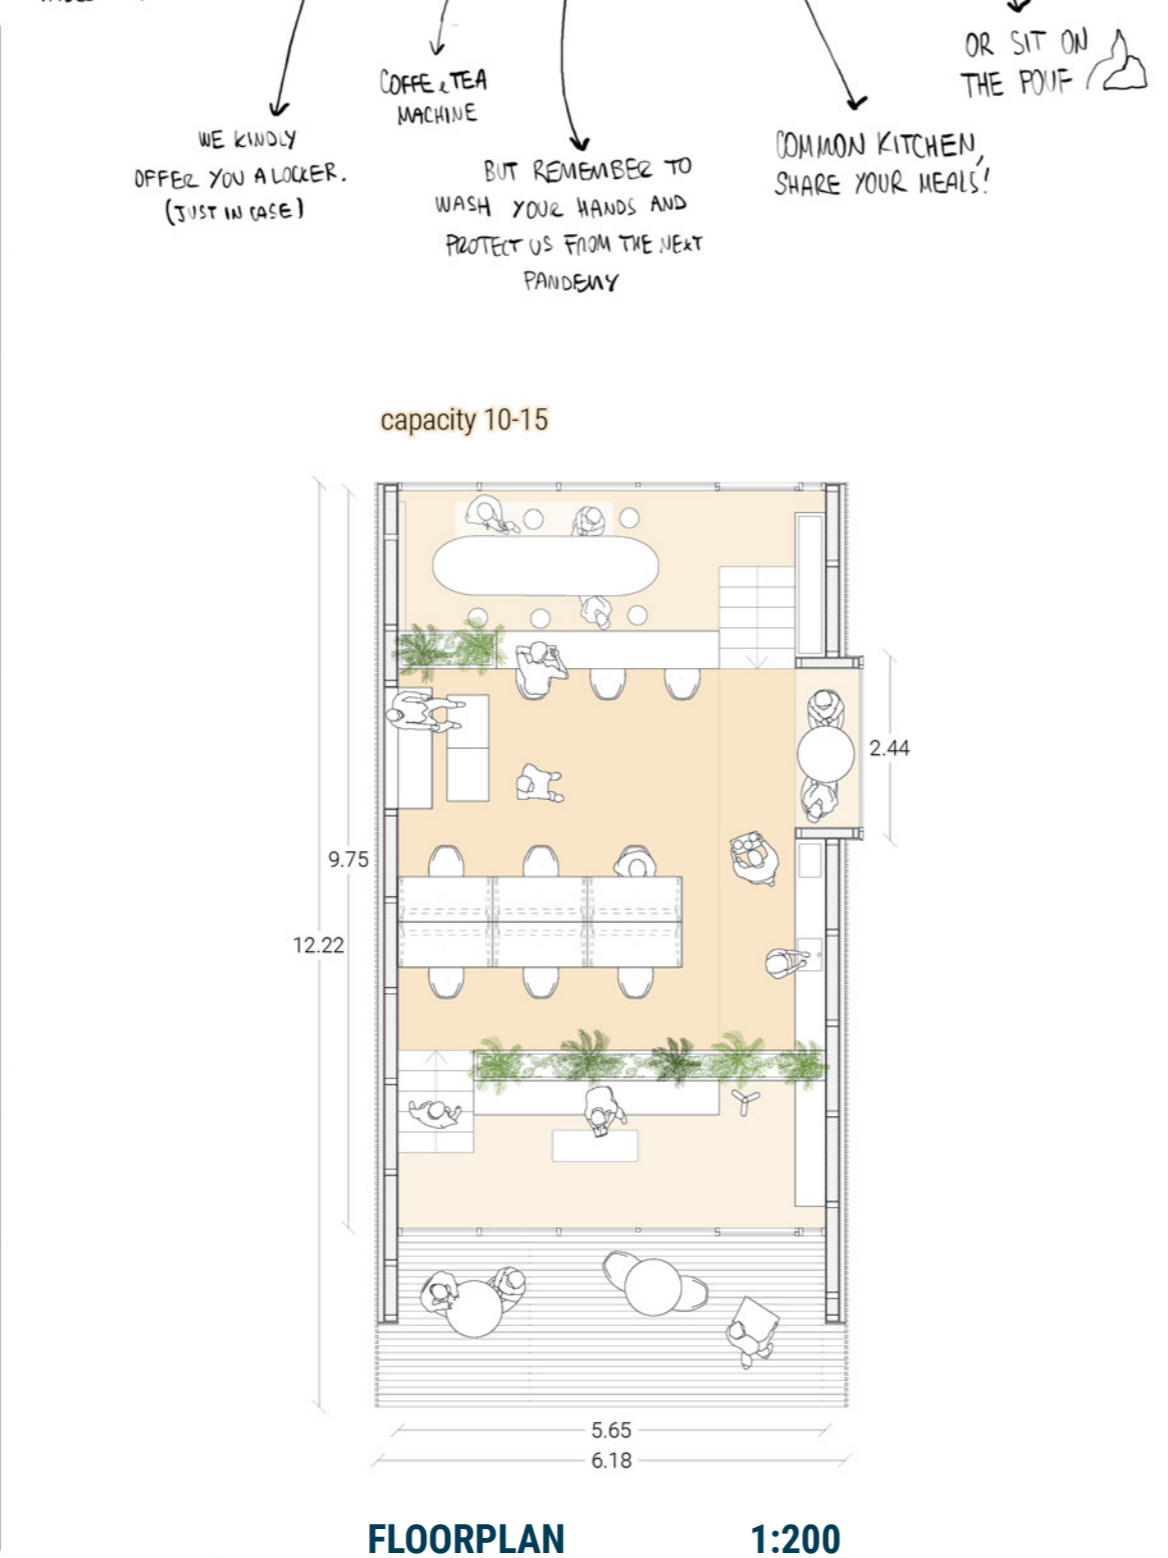 OR SIT ON
THE POUF
COFFE & TEA
MACHINE
WE KINDLY
OFFER YOU A LOCKER.
(JUST IN CASE)
BUT REMEMBER TO
WASH YOUR HANDS AND
PROTECT US FROM THE NEXT
PANDEMY
COMMON KITCHEN,
SHARE YOUR MEALS!
capacity 10-15
2.44
9.75
12.22
5.65
6.18
FLOORPLAN 1:200